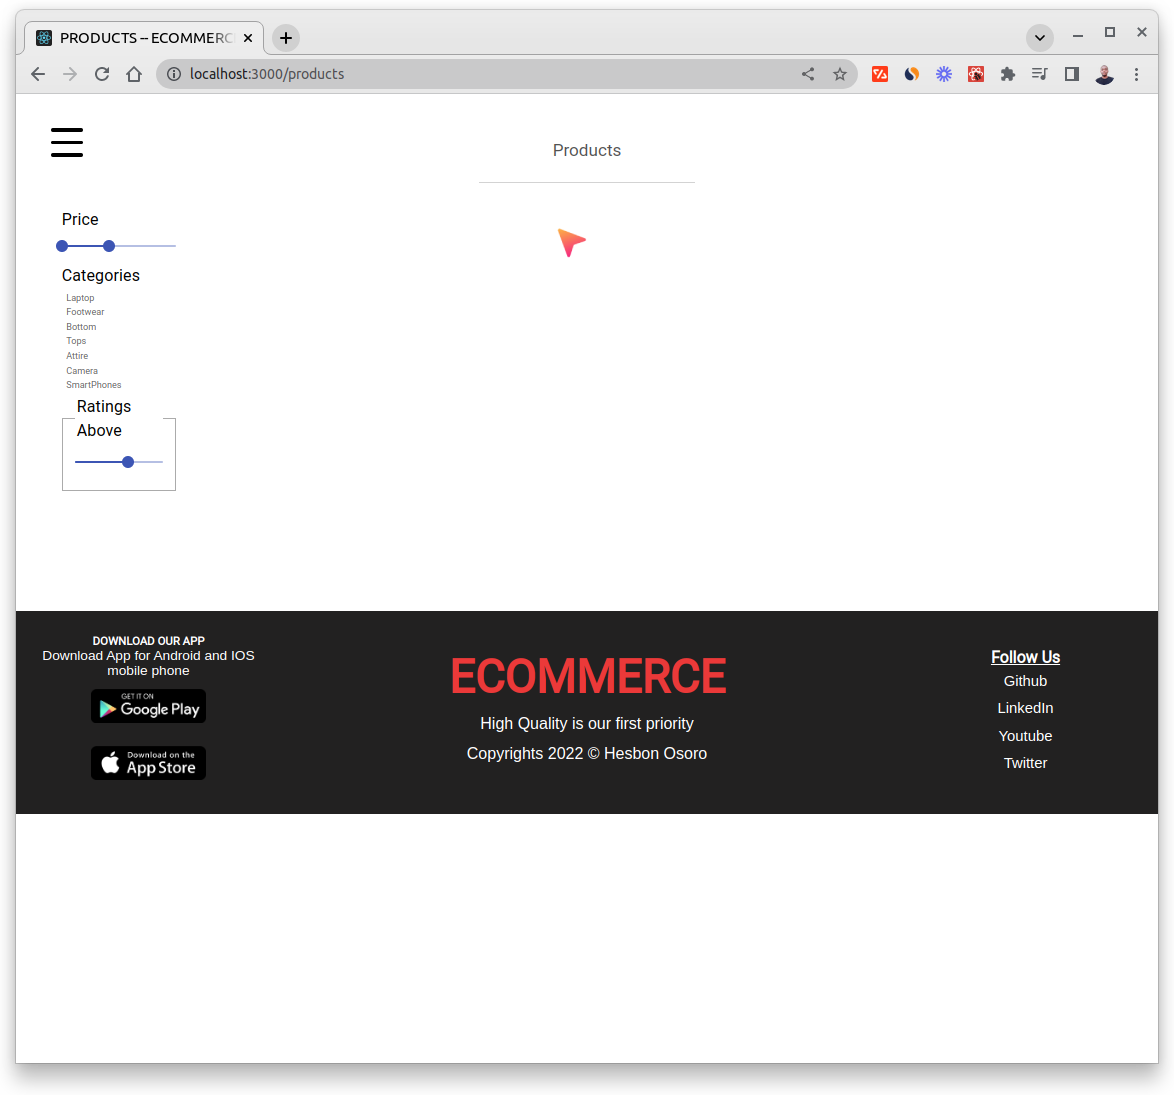 PRODUCTS -- ECOMMERC
localhost:3000/products
Products
Price
Categories
Laptop
Footwear
Bottom
Tops
Attire
Camera
SmartPhones
Ratings
Above
DOWNLOAD OUR APP
Download App for Android and IOS
mobile phone
GET IT ON
Google Play
Download on the
App Store
ECOMMERCE
High Quality is our first priority
Copyrights 2022 © Hesbon Osoro
Follow Us
Github
LinkedIn
Youtube
Twitter